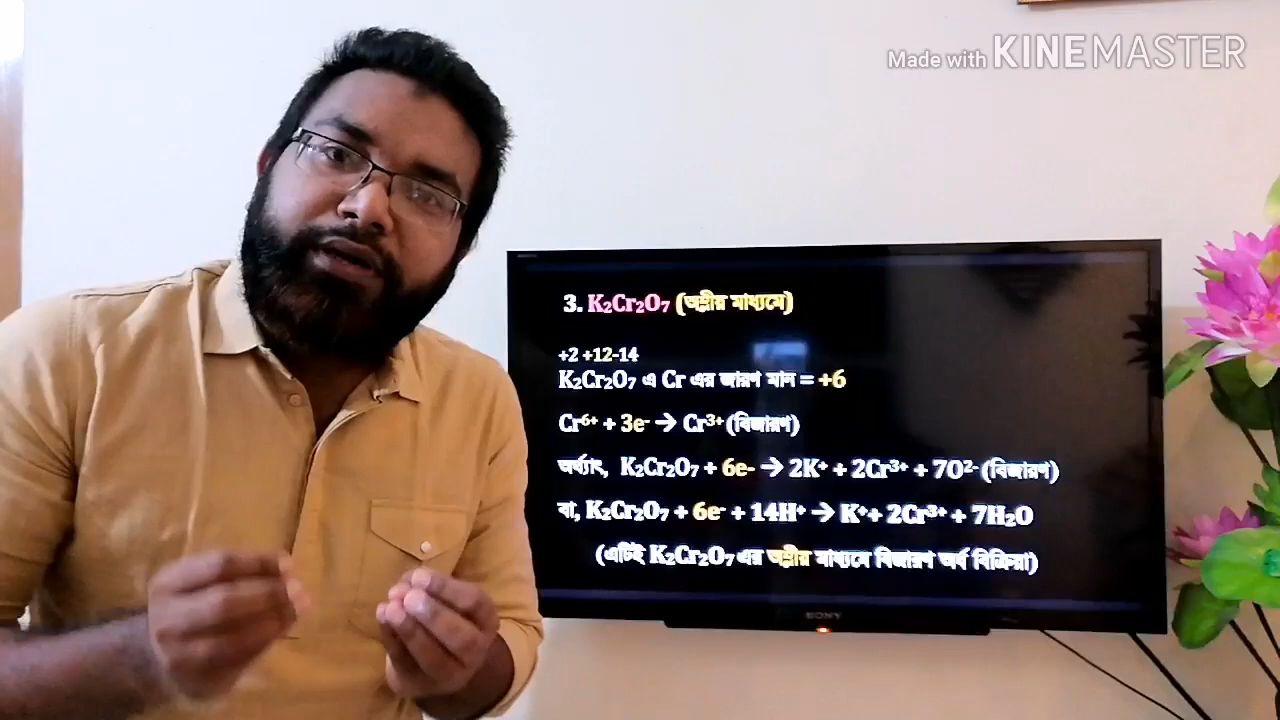 Made with KINEMASTER
3. K₂Cr₂O₇ (অম্লীয় মাধ্যমে)
+2 +12-14
K₂Cr₂O₇ এ Cr এর জারণ মান = +6
Cr⁶⁺ + 3e⁻ → Cr³⁺ (বিজারণ)
অর্থ্যাৎ, K₂Cr₂O₇ + 6e- → 2K⁺ + 2Cr³⁺ + 7O²⁻ (বিজারণ)
বা, K₂Cr₂O₇ + 6e⁻ + 14H⁺ → K⁺+ 2Cr³⁺ + 7H₂O
(এটিই K₂Cr₂O₇ এর অম্লীয় মাধ্যমে বিজারণ অর্ধ বিক্রিয়া)
SONY